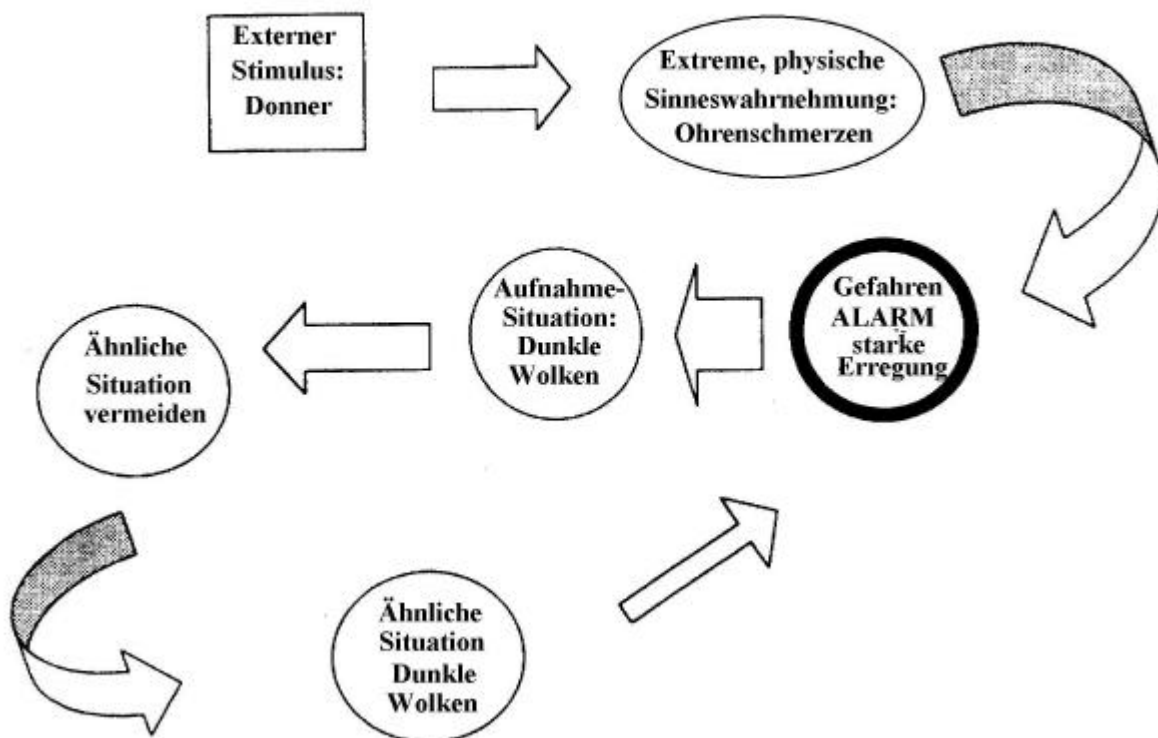 Externer
Stimulus:
Donner
Extreme, physische
Sinneswahrnehmung:
Ohrenschmerzen
Gefahren
ALARM
starke
Erregung
Aufnahme-
Situation:
Dunkle
Wolken
Ähnliche
Situation
vermeiden
Ähnliche
Situation
Dunkle
Wolken